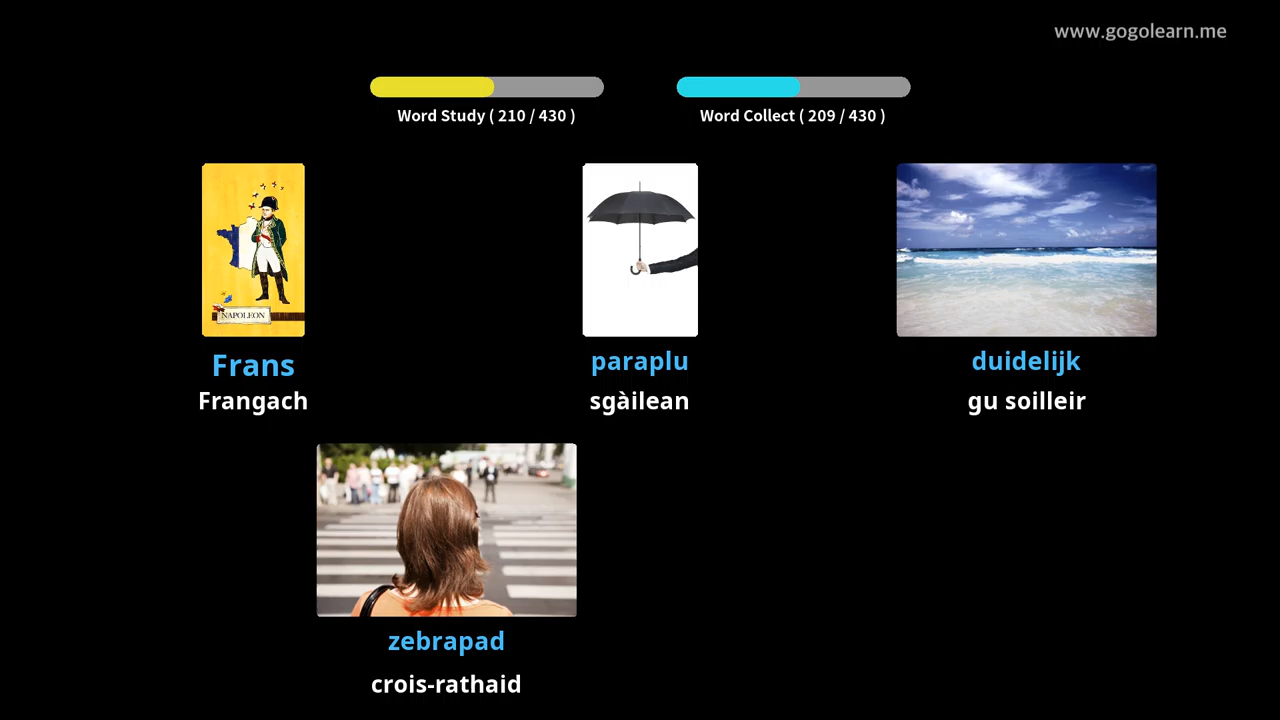 www.gogolearn.me
Word Study ( 210 / 430 )
Word Collect ( 209 / 430 )
NAPOLEON
Frans
paraplu
duidelijk
Frangach
sgàilean
gu soilleir
zebrapad
crois-rathaid